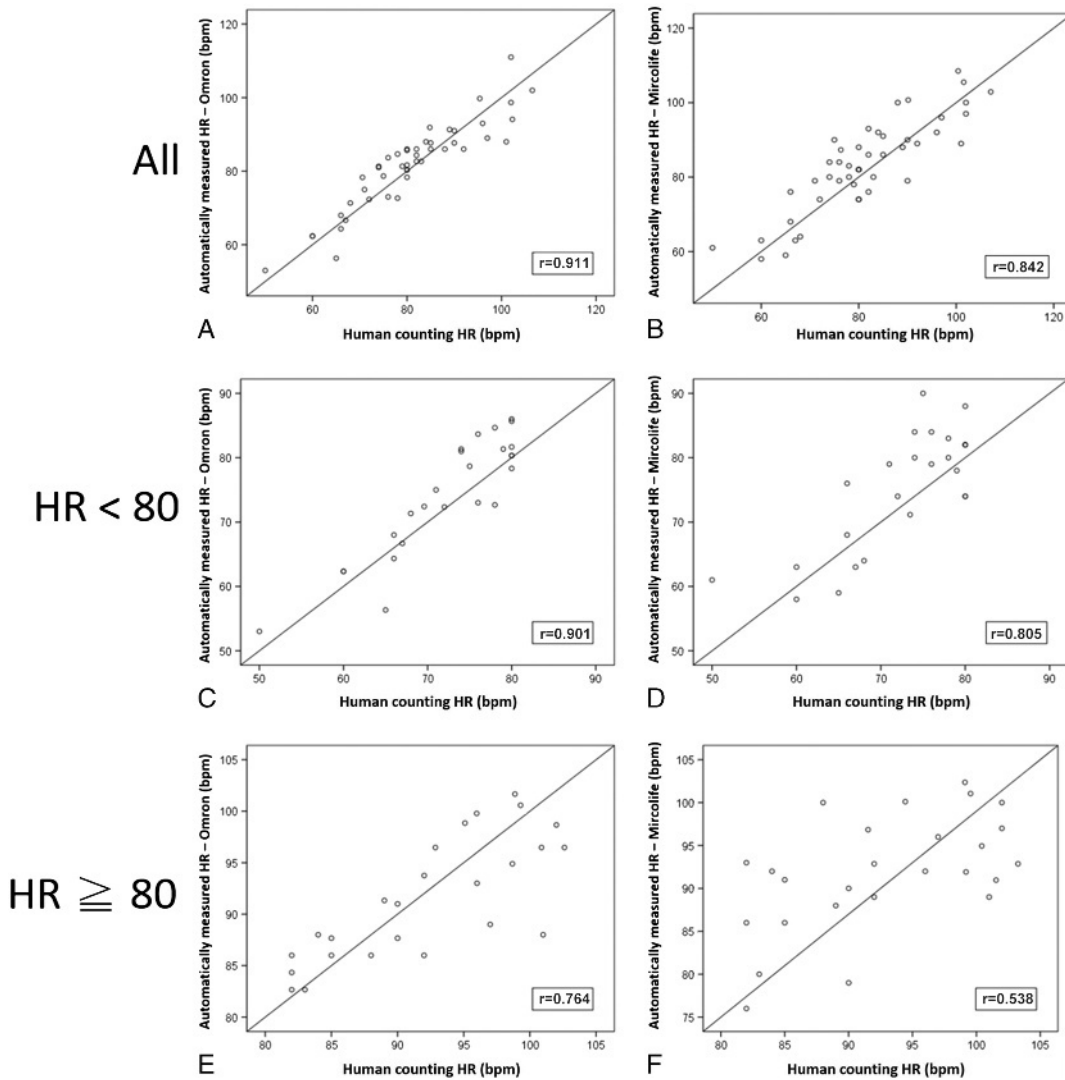 All
Automatically measured HR – Omron (bpm)
120
100
80
60
60
80
100
120
r=0.911
A
Human counting HR (bpm)
Automatically measured HR – Mircolife (bpm)
120
100
80
60
60
80
100
120
r=0.842
B
Human counting HR (bpm)
HR < 80
Automatically measured HR – Omron (bpm)
90
80
70
60
50
50
60
70
80
90
r=0.901
C
Human counting HR (bpm)
Automatically measured HR – Mircolife (bpm)
90
80
70
60
50
50
60
70
80
90
r=0.805
D
Human counting HR (bpm)
HR ≧ 80
Automatically measured HR – Omron (bpm)
105
100
95
90
85
80
80
85
90
95
100
105
r=0.764
E
Human counting HR (bpm)
Automatically measured HR – Mircolife (bpm)
105
100
95
90
85
80
75
80
85
90
95
100
105
r=0.538
F
Human counting HR (bpm)